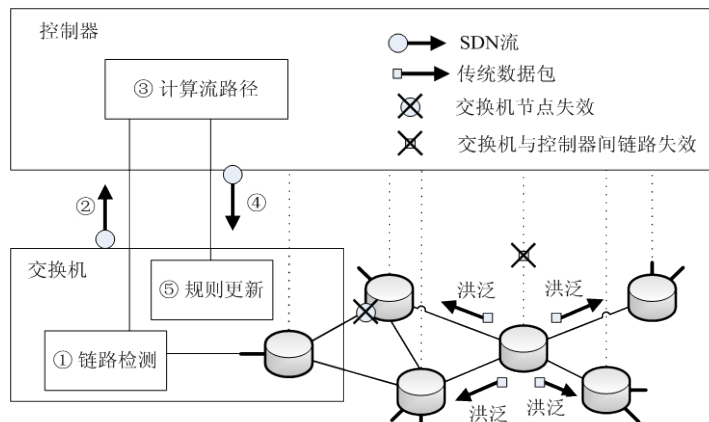 控制器
SDN流
③ 计算流路径
传统数据包
交换机节点失效
交换机与控制器间链路失效
②
④
交换机
⑤ 规则更新
洪泛
洪泛
① 链路检测
洪泛
洪泛